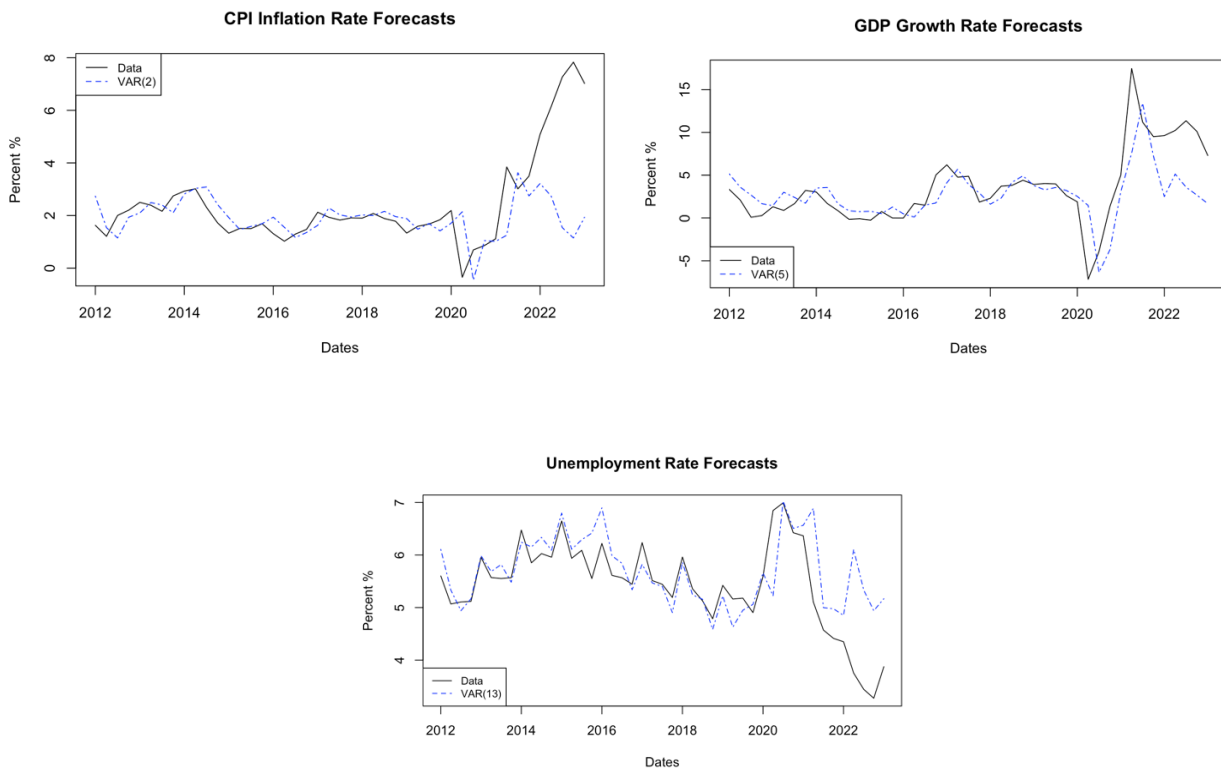 CPI Inflation Rate Forecasts
Data
VAR(2)
Percent %
8
6
4
2
0
2012 2014 2016 2018 2020 2022
Dates
GDP Growth Rate Forecasts
Percent %
15
10
5
0
-5
Data
VAR(5)
2012 2014 2016 2018 2020 2022
Dates
Unemployment Rate Forecasts
Percent %
7
6
5
4
Data
VAR(13)
2012 2014 2016 2018 2020 2022
Dates